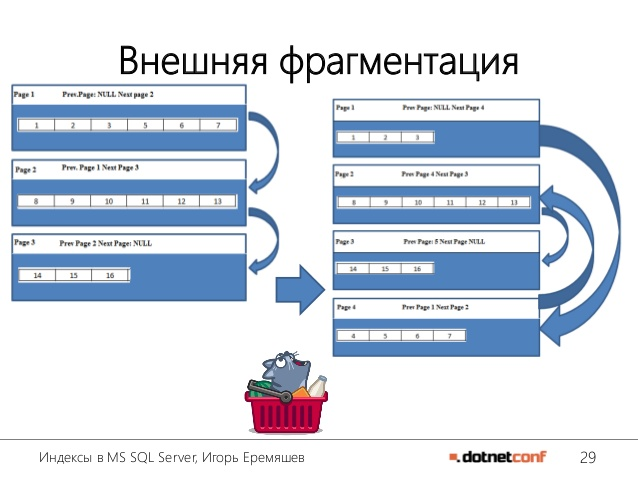 Внешняя фрагментация
Page 1 Prev.Page: NULL Next page 2
1 2 3 5 6 7
Page 2 Prev. Page 1 Next Page 3
8 9 10 11 12 13
Page 3 Prev Page 2 Next Page: NULL
14 15 16
Page 1 Prev Page: NULL Next Page 4
1 2 3
Page 2 Prev Page 4 Next Page 3
8 9 10 11 12 13
Page 3 Prev Page: 5 Next Page NULL
14 15 16
Page 4 Prev Page 1 Next Page 2
4 5 6 7
Индексы в MS SQL Server, Игорь Еремяшев
.dotnetconf
29